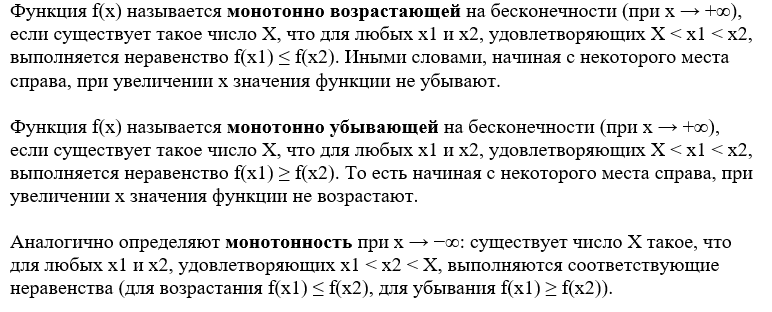 Функция f(x) называется монотонно возрастающей на бесконечности (при x → +∞),
если существует такое число X, что для любых x1 и x2, удовлетворяющих X < x1 < x2,
выполняется неравенство f(x1) ≤ f(x2). Иными словами, начиная с некоторого места
справа, при увеличении x значения функции не убывают.
Функция f(x) называется монотонно убывающей на бесконечности (при x → +∞),
если существует такое число X, что для любых x1 и x2, удовлетворяющих X < x1 < x2,
выполняется неравенство f(x1) ≥ f(x2). То есть начиная с некоторого места справа, при
увеличении x значения функции не возрастают.
Аналогично определяют монотонность при x → −∞: существует число X такое, что
для любых x1 и x2, удовлетворяющих x1 < x2 < X, выполняются соответствующие
неравенства (для возрастания f(x1) ≤ f(x2), для убывания f(x1) ≥ f(x2)).